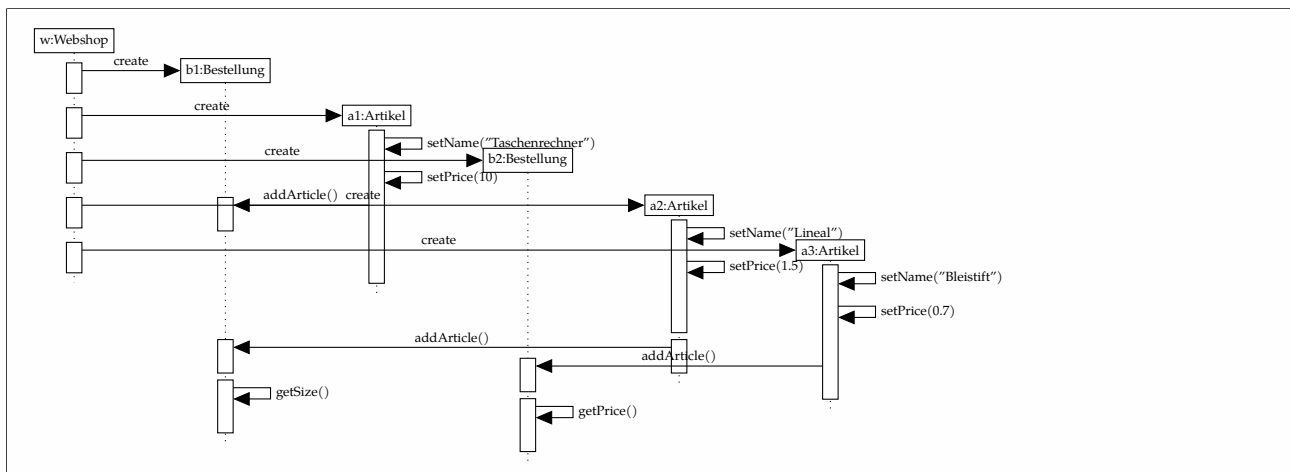 w:Webshop
create
b1:Bestellung
create
a1:Artikel
setName(”Taschenrechner”)
create
b2:Bestellung
setPrice(10)
addArticle()
create
a2:Artikel
setName(”Lineal”)
create
a3:Artikel
setPrice(1.5)
setName(”Bleistift”)
setPrice(0.7)
addArticle()
addArticle()
getSize()
getPrice()